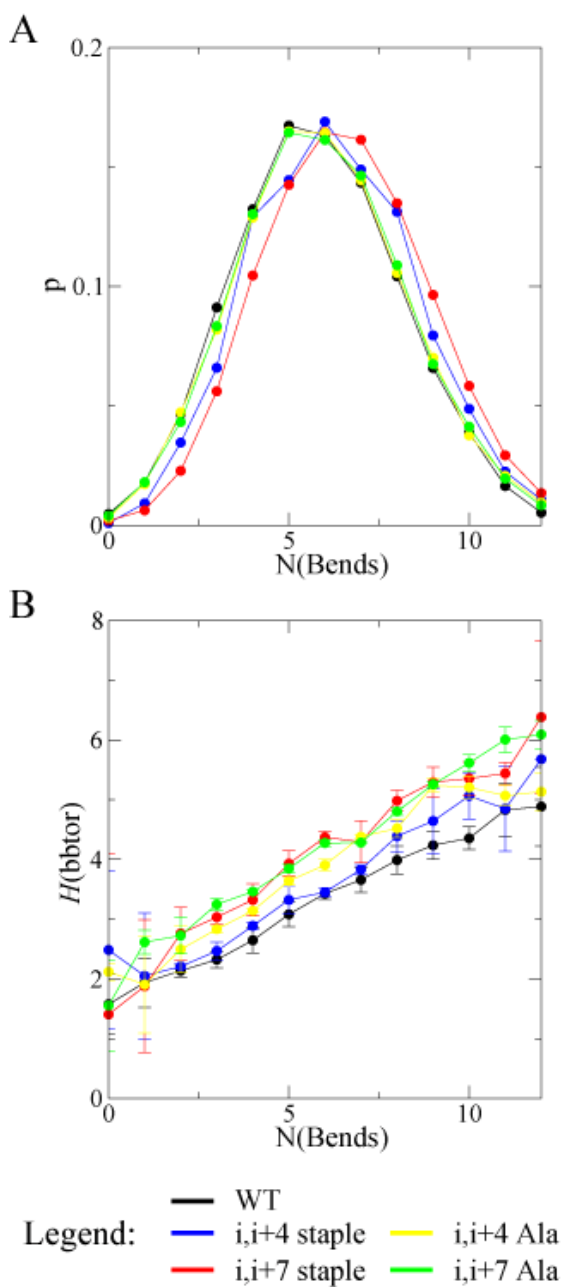 A
0.2
0.1
0
p
0 5 10
N(Bends)
B
8
6
4
2
0
H(bbtor)
0 5 10
N(Bends)
Legend:
WT
i,i+4 staple
i,i+4 Ala
i,i+7 staple
i,i+7 Ala